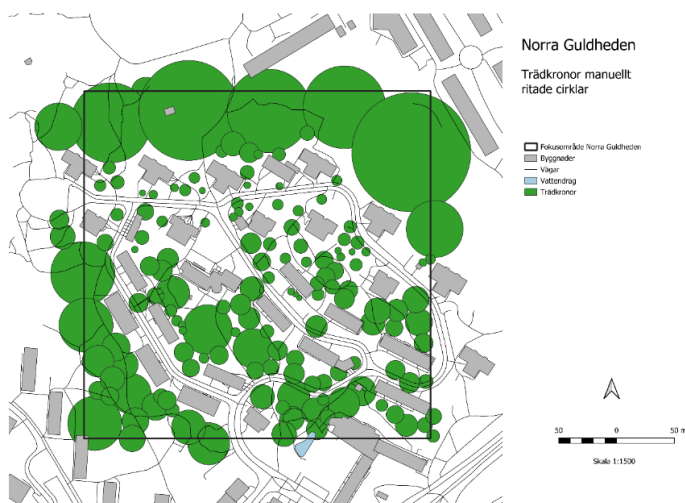 Norra Guldheden
Trädkronor manuellt
ritade cirklar
Fokusområde Norra Guldheden
Byggnader
Vägar
Vattendrag
Trädkronor
50 0 50 m
Skala 1:1500